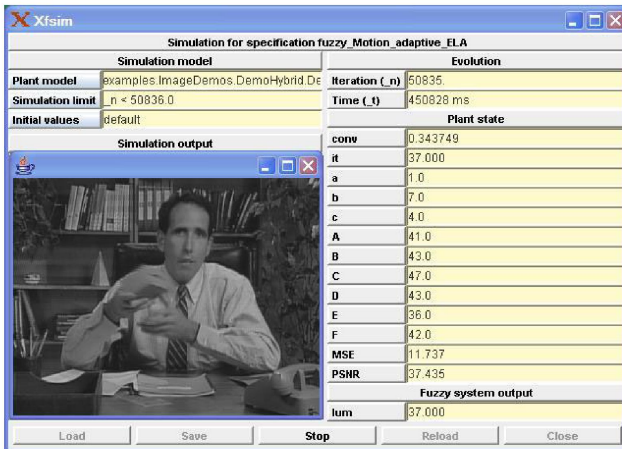 Xfsim
Simulation for specification fuzzy_Motion_adaptive_ELA
Simulation model
Plant model examples.ImageDemos.DemoHybrid.De
Simulation limit _n < 50836.0
Initial values default
Simulation output
Evolution
Iteration (_n) 50835.
Time (_t) 450828 ms
Plant state
conv 0.343749
it 37.000
a 1.0
b 7.0
c 4.0
A 41.0
B 43.0
C 47.0
D 43.0
E 36.0
F 42.0
MSE 11.737
PSNR 37.435
Fuzzy system output
lum 37.000
Load Save Stop Reload Close